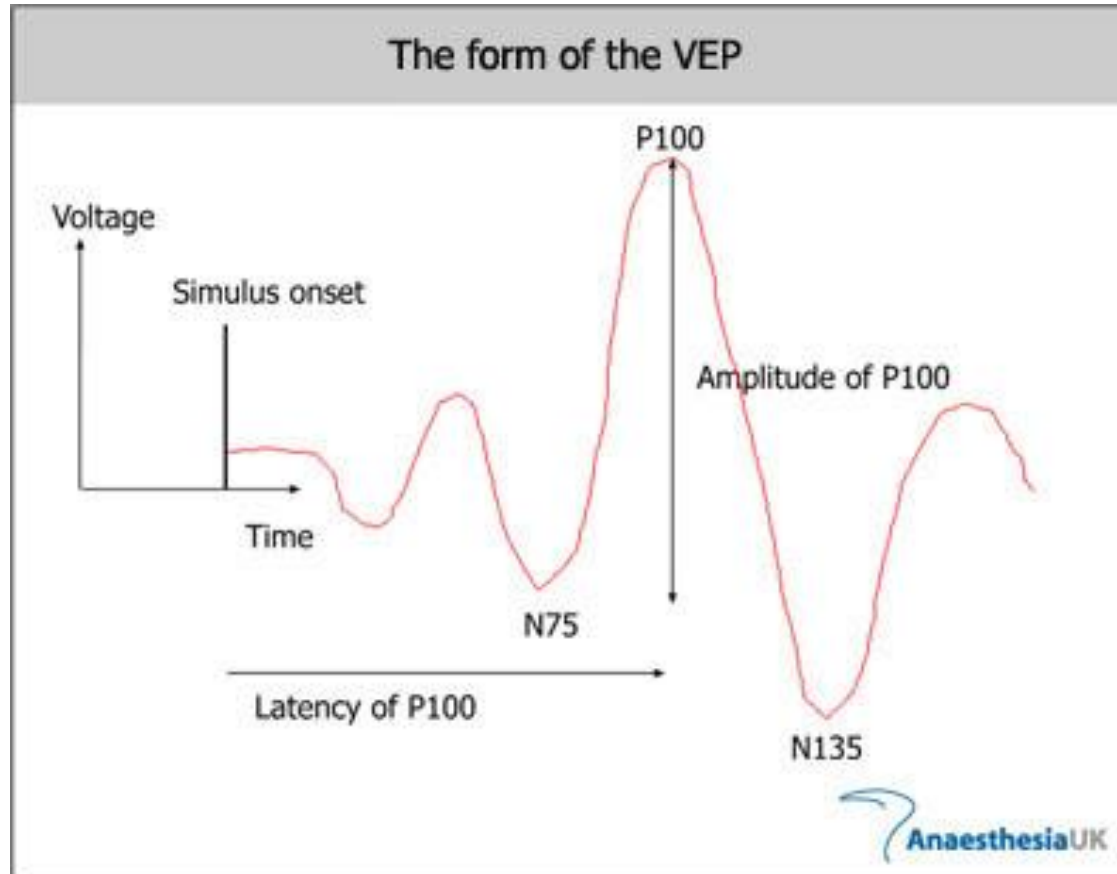 The form of the VEP
P100
Voltage
Simulus onset
Amplitude of P100
Time
N75
Latency of P100
N135
AnaesthesiaUK